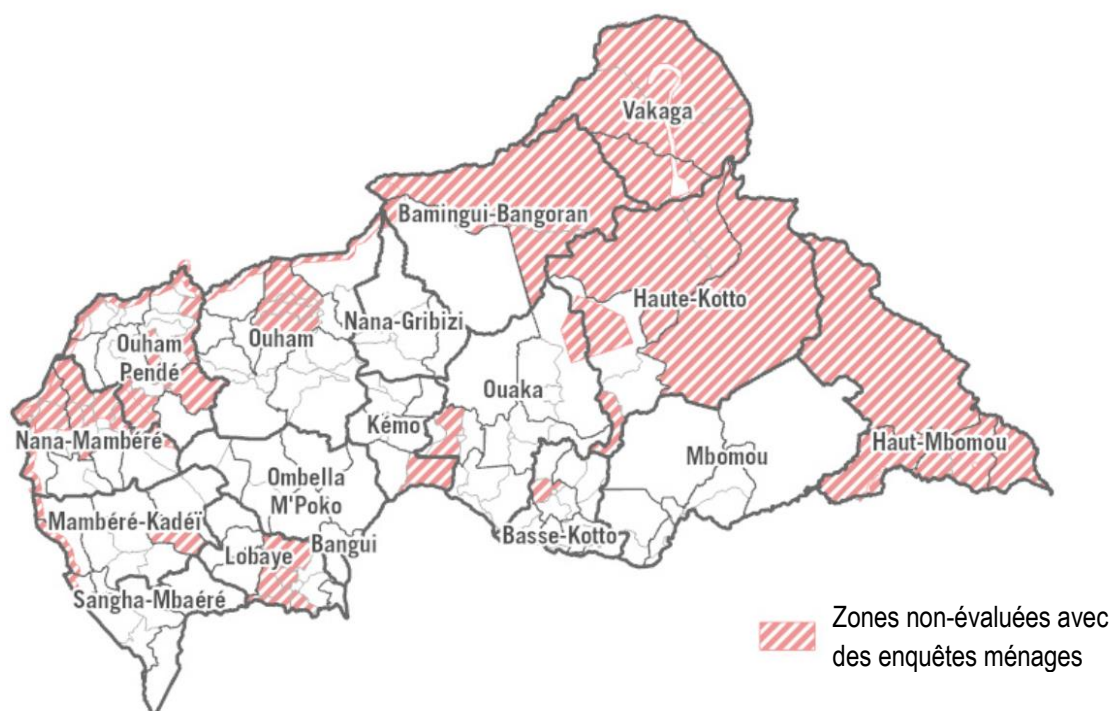 Vakaga
Bamingui-Bangoran
Haute-Kotto
Nana-Gribizi
Ouham
Ouham
Pendé
Ouaka
Kémo
Nana-Mambéré
Haut-Mbomou
Mbomou
Ombella
M'Poko
Mambéré-Kadéï
Basse-Kotto
Bangui
Lobaye
Sangha-Mbaéré
Zones non-évaluées avec
des enquêtes ménages